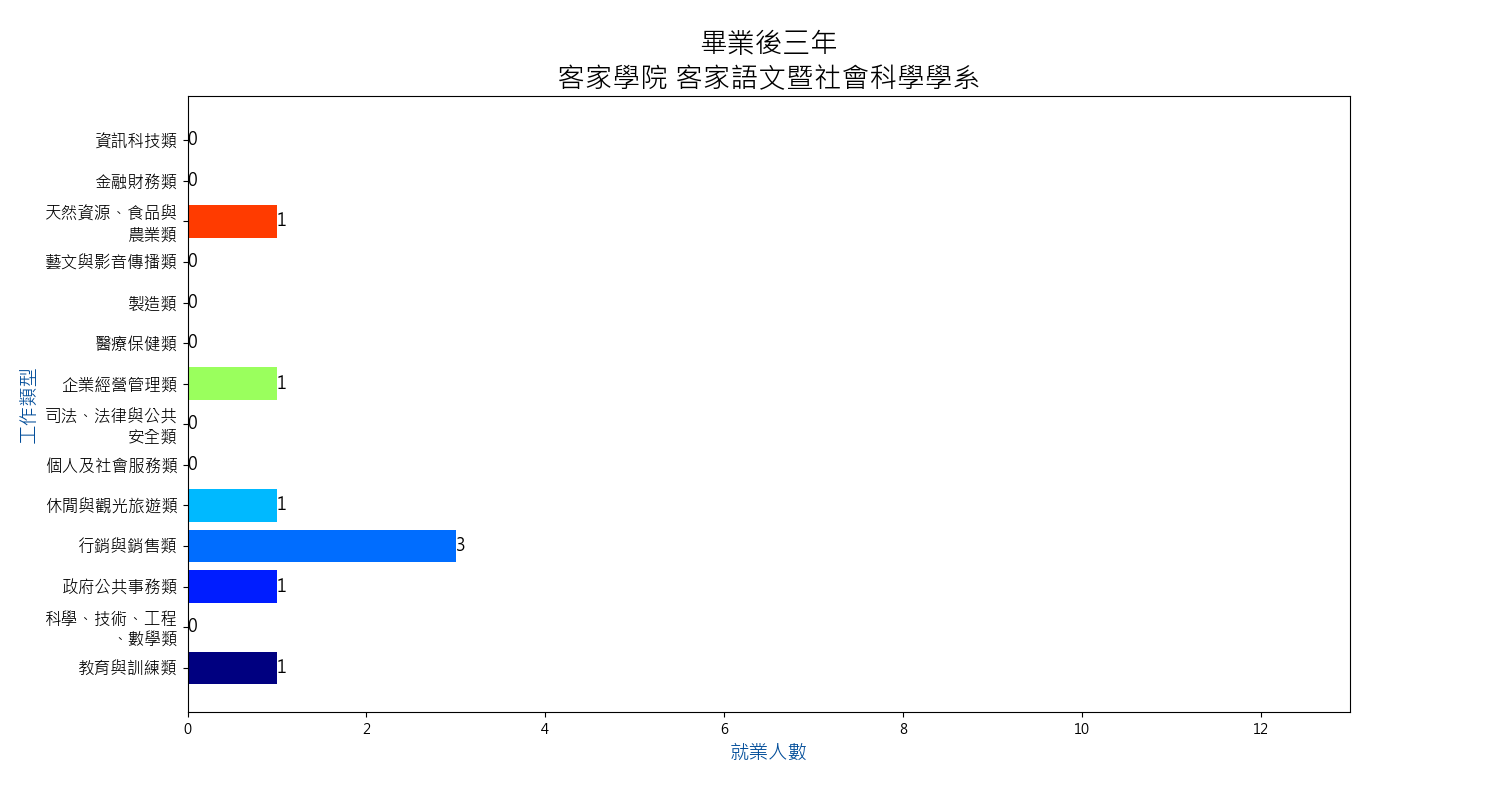 畢業後三年
客家學院 客家語文暨社會科學學系
資訊科技類 0
金融財務類 0
天然資源、食品與
農業類 1
藝文與影音傳播類 0
製造類 0
醫療保健類 0
企業經營管理類 1
司法、法律與公共
安全類 0
個人及社會服務類 0
休閒與觀光旅遊類 1
行銷與銷售類 3
政府公共事務類 1
科學、技術、工程
、數學類 0
教育與訓練類 1
工作類型
0 2 4 6 8 10 12
就業人數